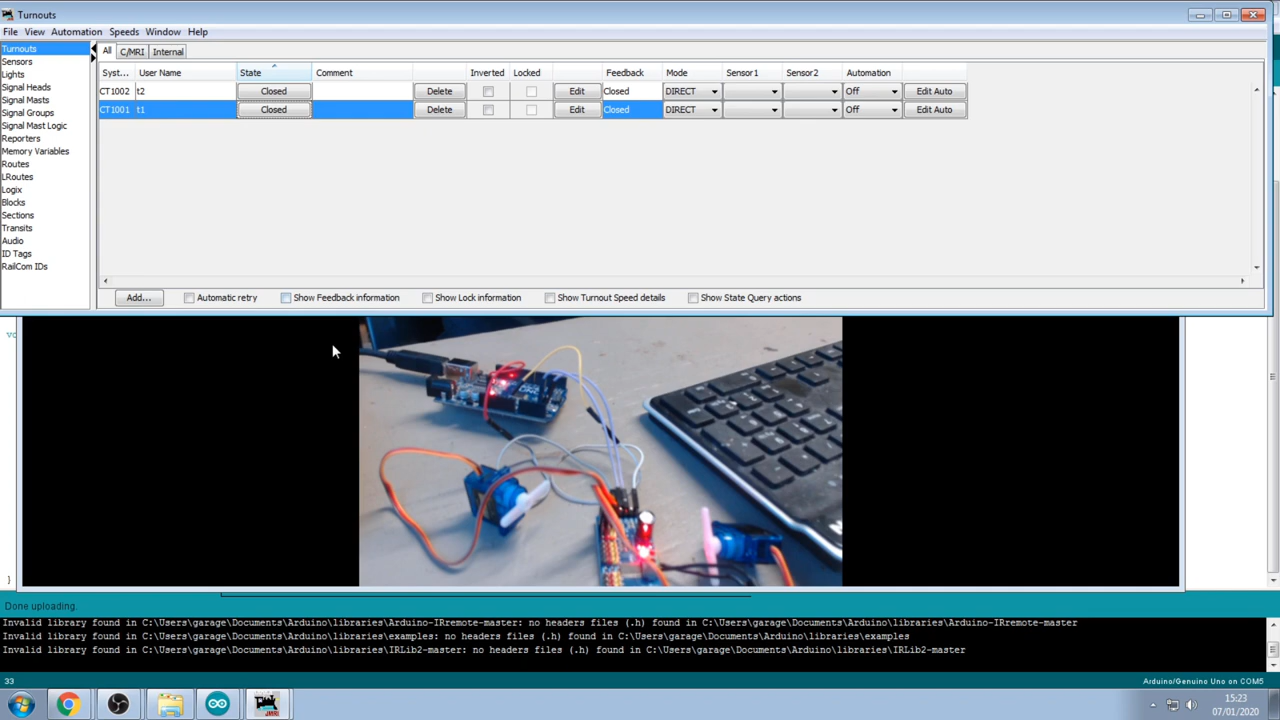 Turnouts
File View Automation Speeds Window Help
Turnouts
Sensors
Lights
Signal Heads
Signal Masts
Signal Groups
Signal Mast Logic
Reporters
Memory Variables
Routes
LRoutes
Logix
Blocks
Sections
Transits
Audio
ID Tags
RailCom IDs
All C/MRI Internal
Syst... User Name State Comment Inverted Locked Feedback Mode Sensor1 Sensor2 Automation
CT1002 t2 Closed Delete Edit Closed DIRECT Off Edit Auto
CT1001 t1 Closed Delete Edit Closed DIRECT Off Edit Auto
Add... Automatic retry Show Feedback information Show Lock information Show Turnout Speed details Show State Query actions
vo
}
Done uploading.
Invalid library found in C:\Users\garage\Documents\Arduino\libraries\Arduino-IRremote-master: no headers files (.h) found in C:\Users\garage\Documents\Arduino\libraries\Arduino-IRremote-master
Invalid library found in C:\Users\garage\Documents\Arduino\libraries\examples: no headers files (.h) found in C:\Users\garage\Documents\Arduino\libraries\examples
Invalid library found in C:\Users\garage\Documents\Arduino\libraries\IRLib2-master: no headers files (.h) found in C:\Users\garage\Documents\Arduino\libraries\IRLib2-master
33 Arduino/Genuino Uno on COM5
JMRI
15:23
07/01/2020